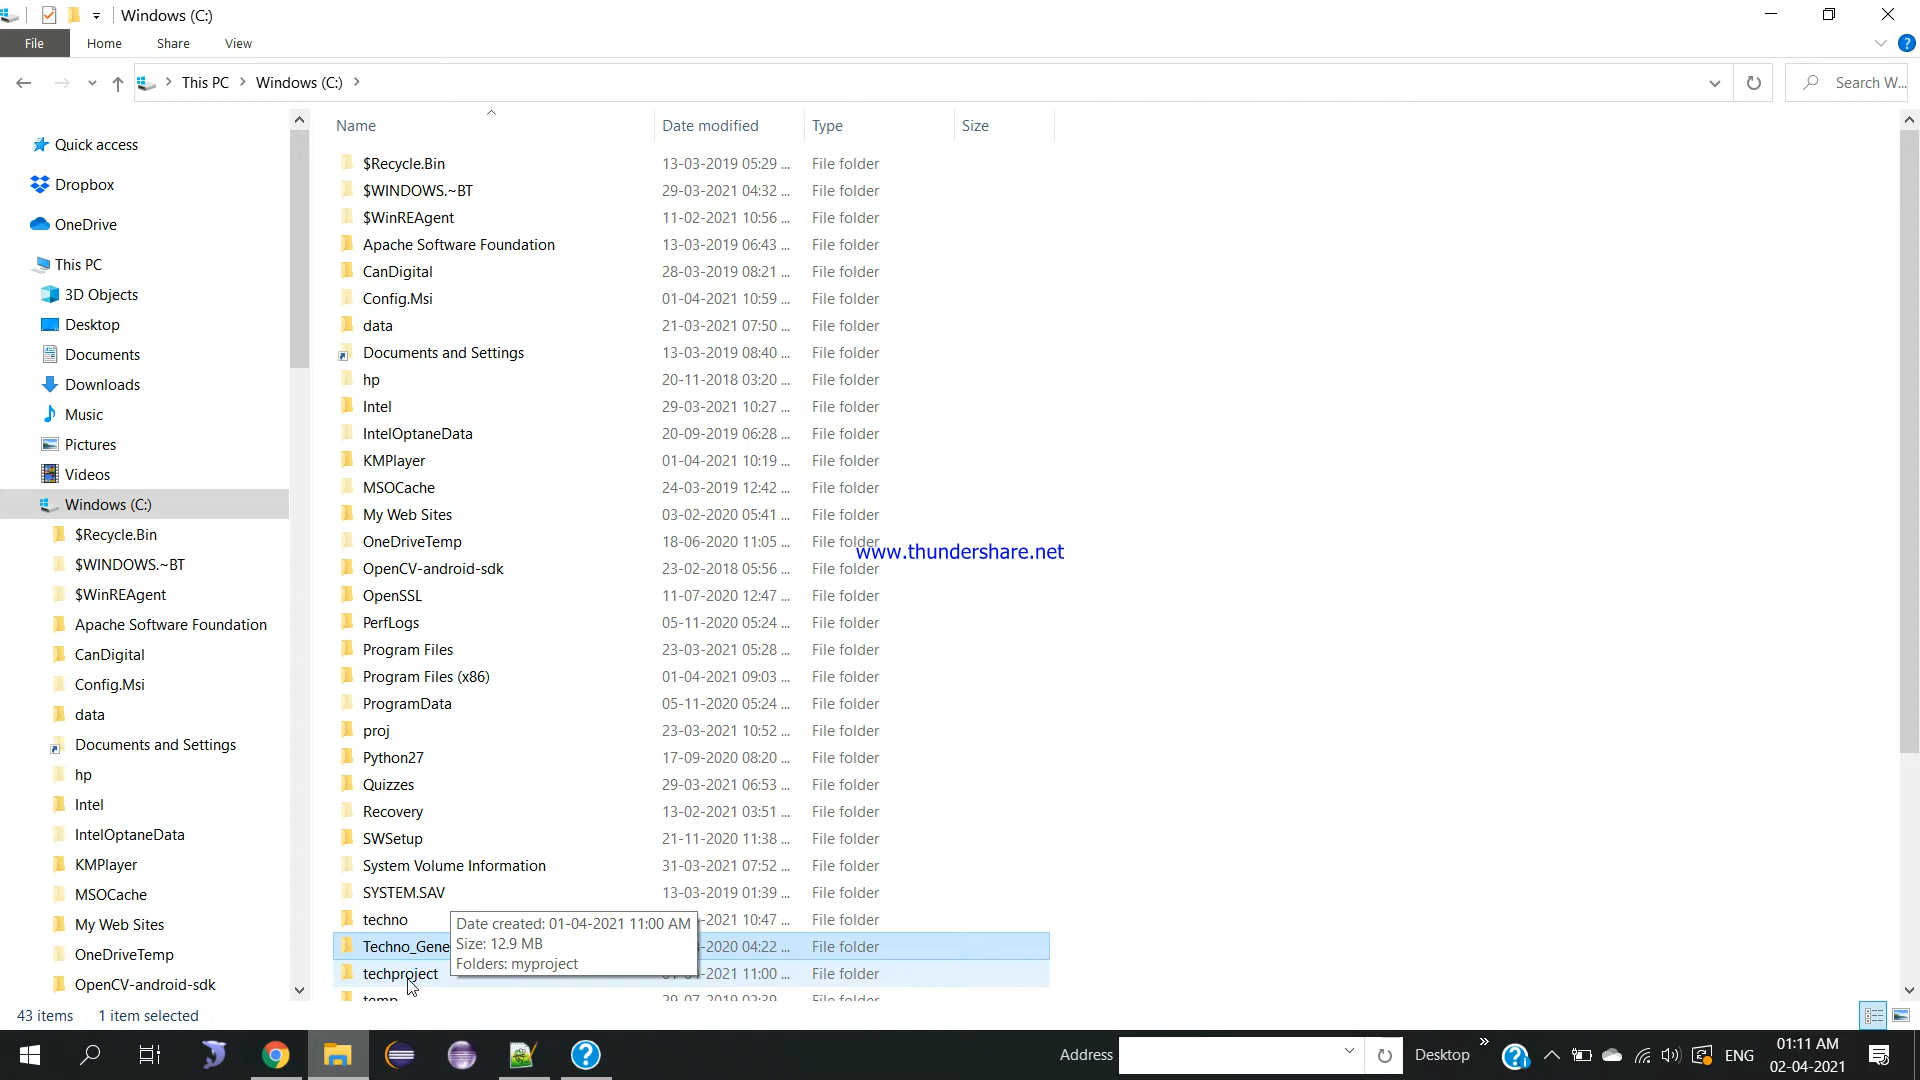 Windows (C:)
File Home Share View
This PC Windows (C:) Search W...
Name Date modified Type Size
Quick access
Dropbox
OneDrive
This PC
3D Objects
Desktop
Documents
Downloads
Music
Pictures
Videos
Windows (C:)
$Recycle.Bin
$WINDOWS.~BT
$WinREAgent
Apache Software Foundation
CanDigital
Config.Msi
data
Documents and Settings
hp
Intel
IntelOptaneData
KMPlayer
MSOCache
My Web Sites
OneDriveTemp
OpenCV-android-sdk
$Recycle.Bin 13-03-2019 05:29 ... File folder
$WINDOWS.~BT 29-03-2021 04:32 ... File folder
$WinREAgent 11-02-2021 10:56 ... File folder
Apache Software Foundation 13-03-2019 06:43 ... File folder
CanDigital 28-03-2019 08:21 ... File folder
Config.Msi 01-04-2021 10:59 ... File folder
data 21-03-2021 07:50 ... File folder
Documents and Settings 13-03-2019 08:40 ... File folder
hp 20-11-2018 03:20 ... File folder
Intel 29-03-2021 10:27 ... File folder
IntelOptaneData 20-09-2019 06:28 ... File folder
KMPlayer 01-04-2021 10:19 ... File folder
MSOCache 24-03-2019 12:42 ... File folder
My Web Sites 03-02-2020 05:41 ... File folder
OneDriveTemp 18-06-2020 11:05 ... File folder
www.thundershare.net
OpenCV-android-sdk 23-02-2018 05:56 ... File folder
OpenSSL 11-07-2020 12:47 ... File folder
PerfLogs 05-11-2020 05:24 ... File folder
Program Files 23-03-2021 05:28 ... File folder
Program Files (x86) 01-04-2021 09:03 ... File folder
ProgramData 05-11-2020 05:24 ... File folder
proj 23-03-2021 10:52 ... File folder
Python27 17-09-2020 08:20 ... File folder
Quizzes 29-03-2021 06:53 ... File folder
Recovery 13-02-2021 03:51 ... File folder
SWSetup 21-11-2020 11:38 ... File folder
System Volume Information 31-03-2021 07:52 ... File folder
SYSTEM.SAV 13-03-2019 01:39 ... File folder
techno -2021 10:47 ... File folder
Techno_Gene -2020 04:22 ... File folder
techproject -2021 11:00 ... File folder
temp 29-07-2019 02:39 ... File folder
Date created: 01-04-2021 11:00 AM
Size: 12.9 MB
Folders: myproject
43 items 1 item selected
Address Desktop ENG 01:11 AM
02-04-2021